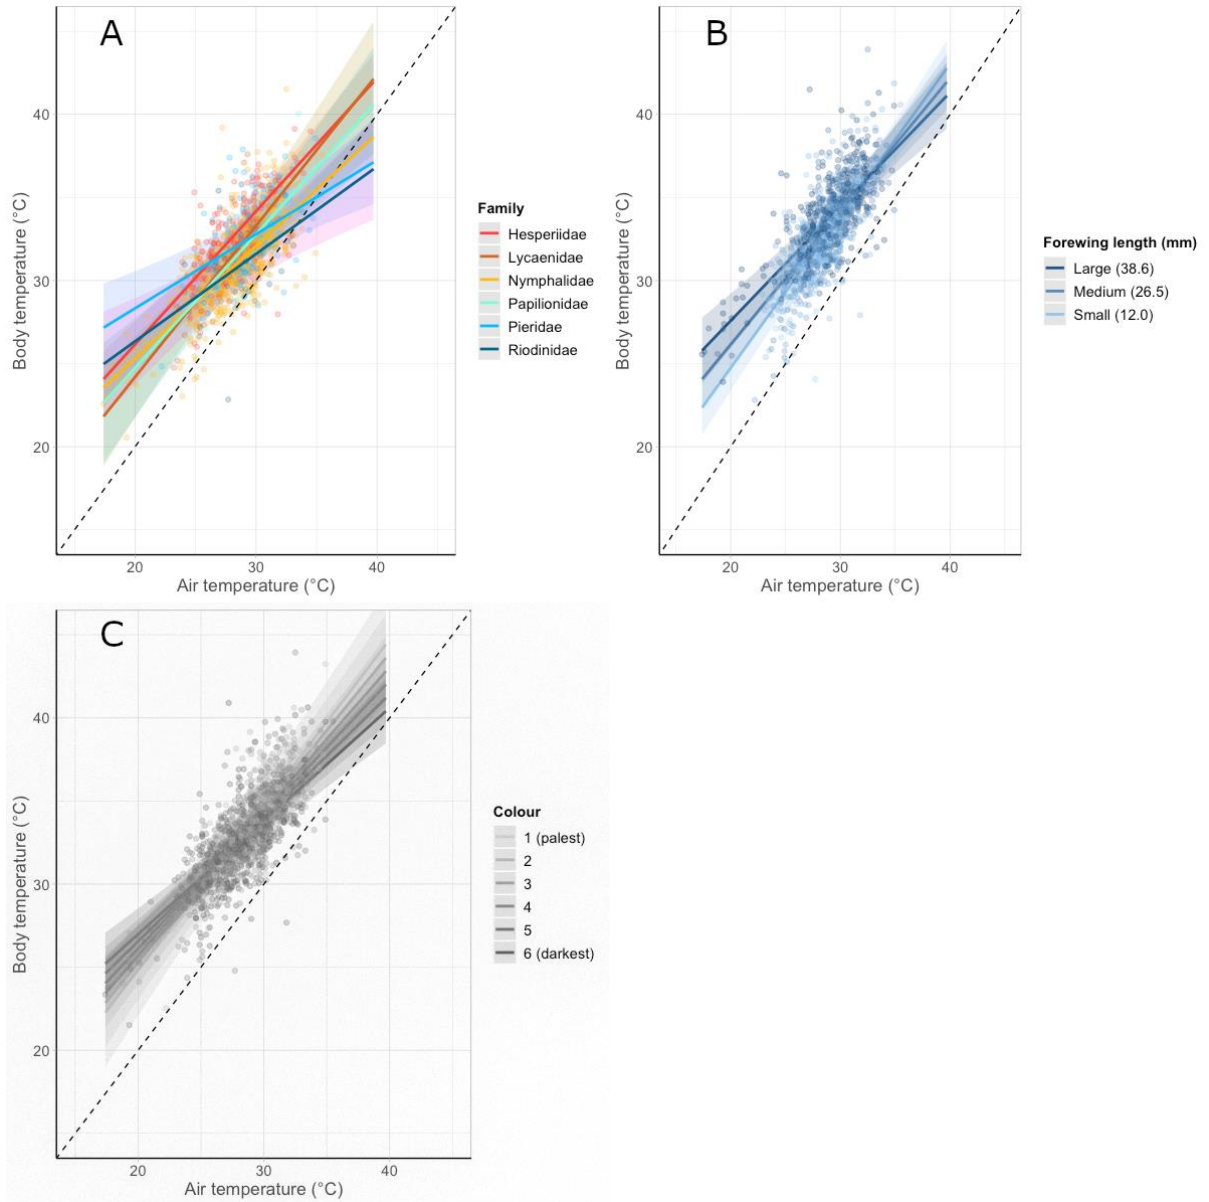 A
40
30
20
Body temperature (°C)
20 30 40
Air temperature (°C)
Family
Hesperiidae
Lycaenidae
Nymphalidae
Papilionidae
Pieridae
Riodinidae
B
40
30
20
Body temperature (°C)
20 30 40
Air temperature (°C)
Forewing length (mm)
Large (38.6)
Medium (26.5)
Small (12.0)
C
40
30
20
Body temperature (°C)
20 30 40
Air temperature (°C)
Colour
1 (palest)
2
3
4
5
6 (darkest)